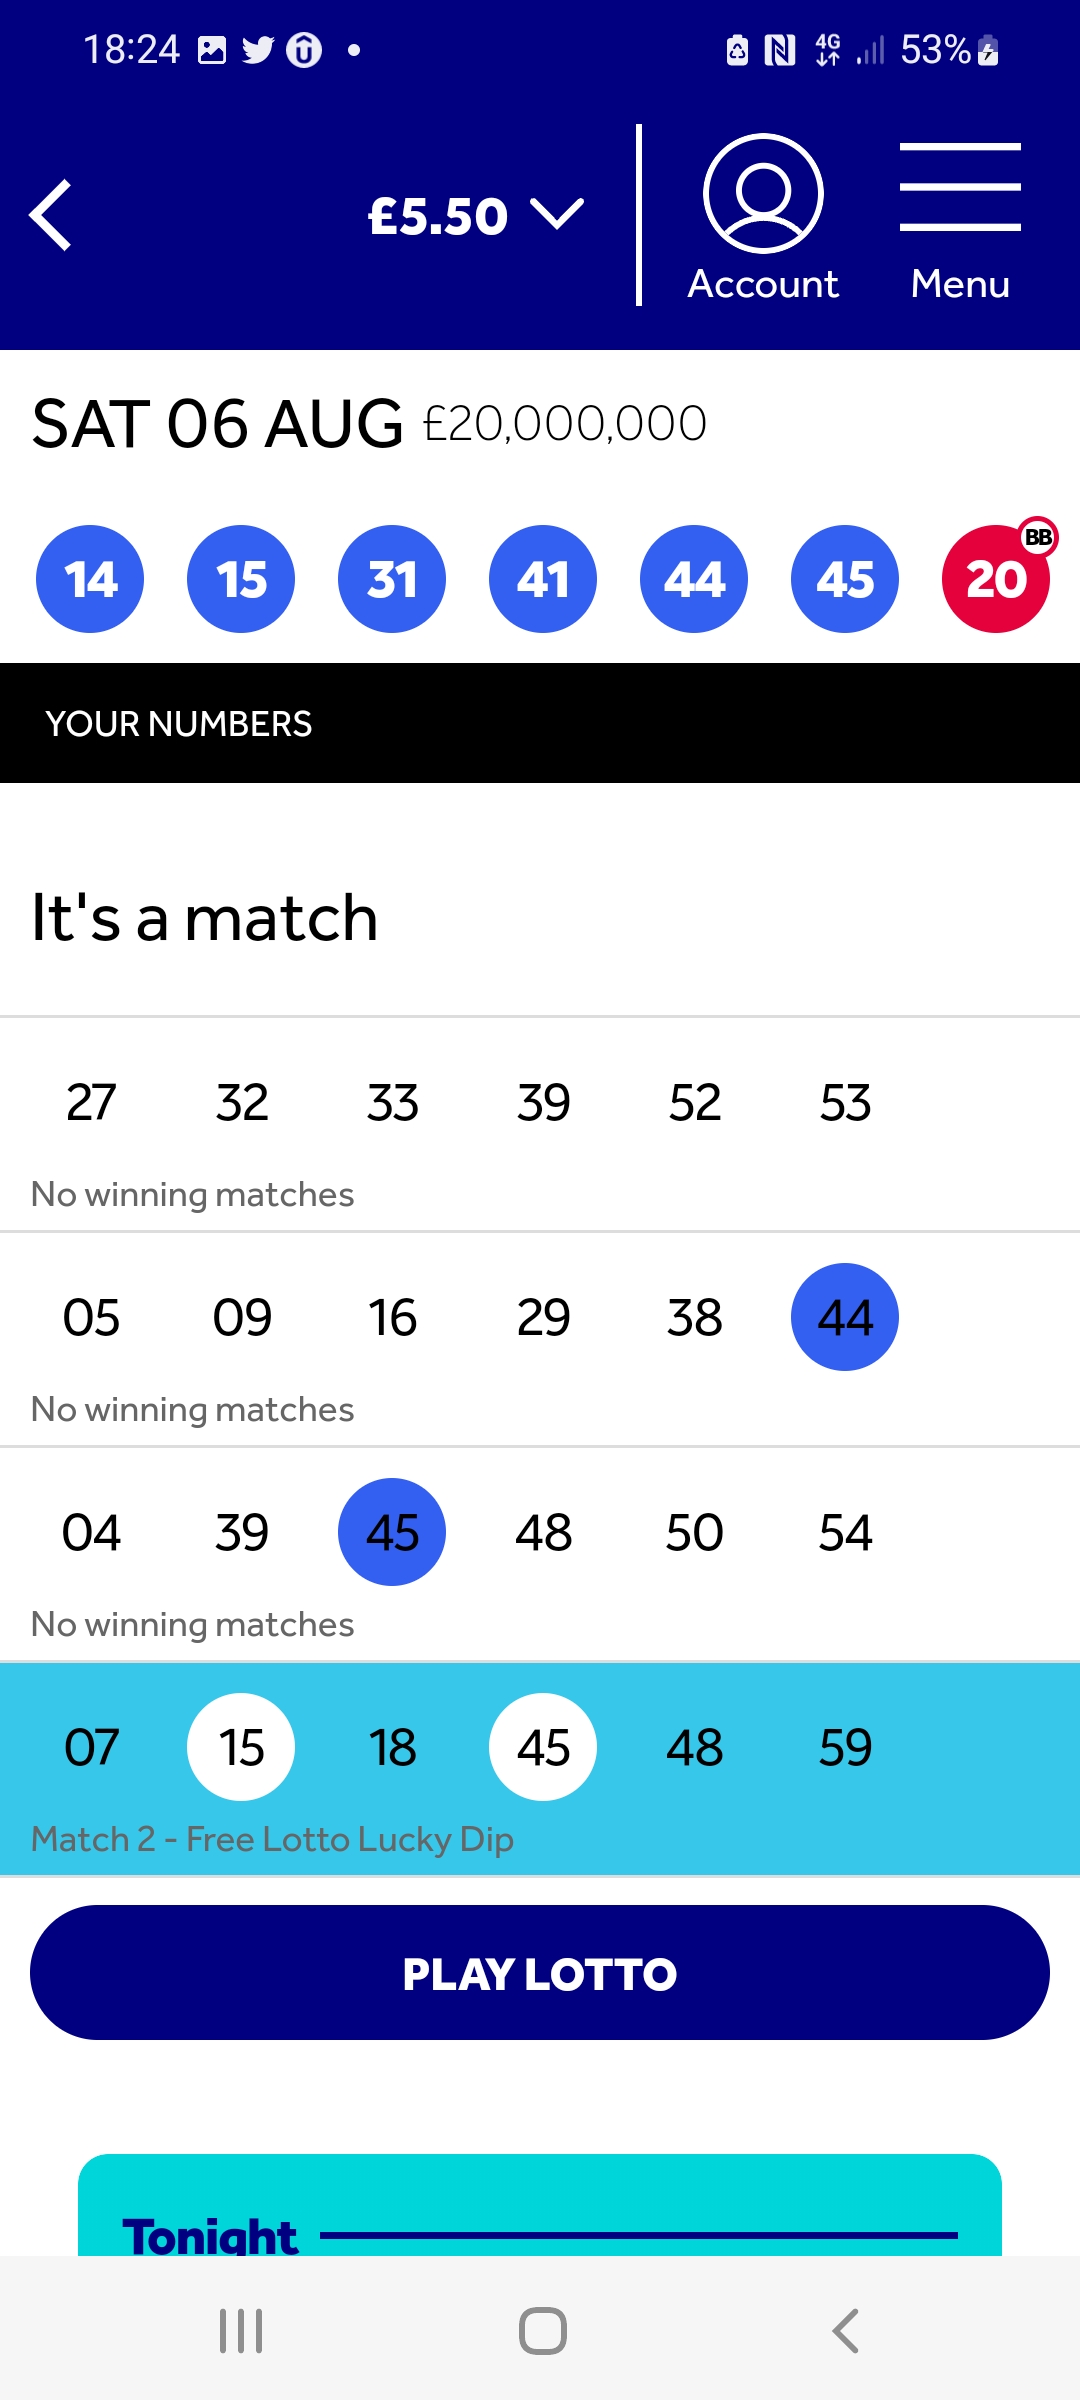 18:24 4G 53%
£5.50
Account Menu
SAT 06 AUG £20,000,000
14 15 31 41 44 45 20 BB
YOUR NUMBERS
It's a match
27 32 33 39 52 53
No winning matches
05 09 16 29 38 44
No winning matches
04 39 45 48 50 54
No winning matches
07 15 18 45 48 59
Match 2 - Free Lotto Lucky Dip
PLAY LOTTO
Tonight